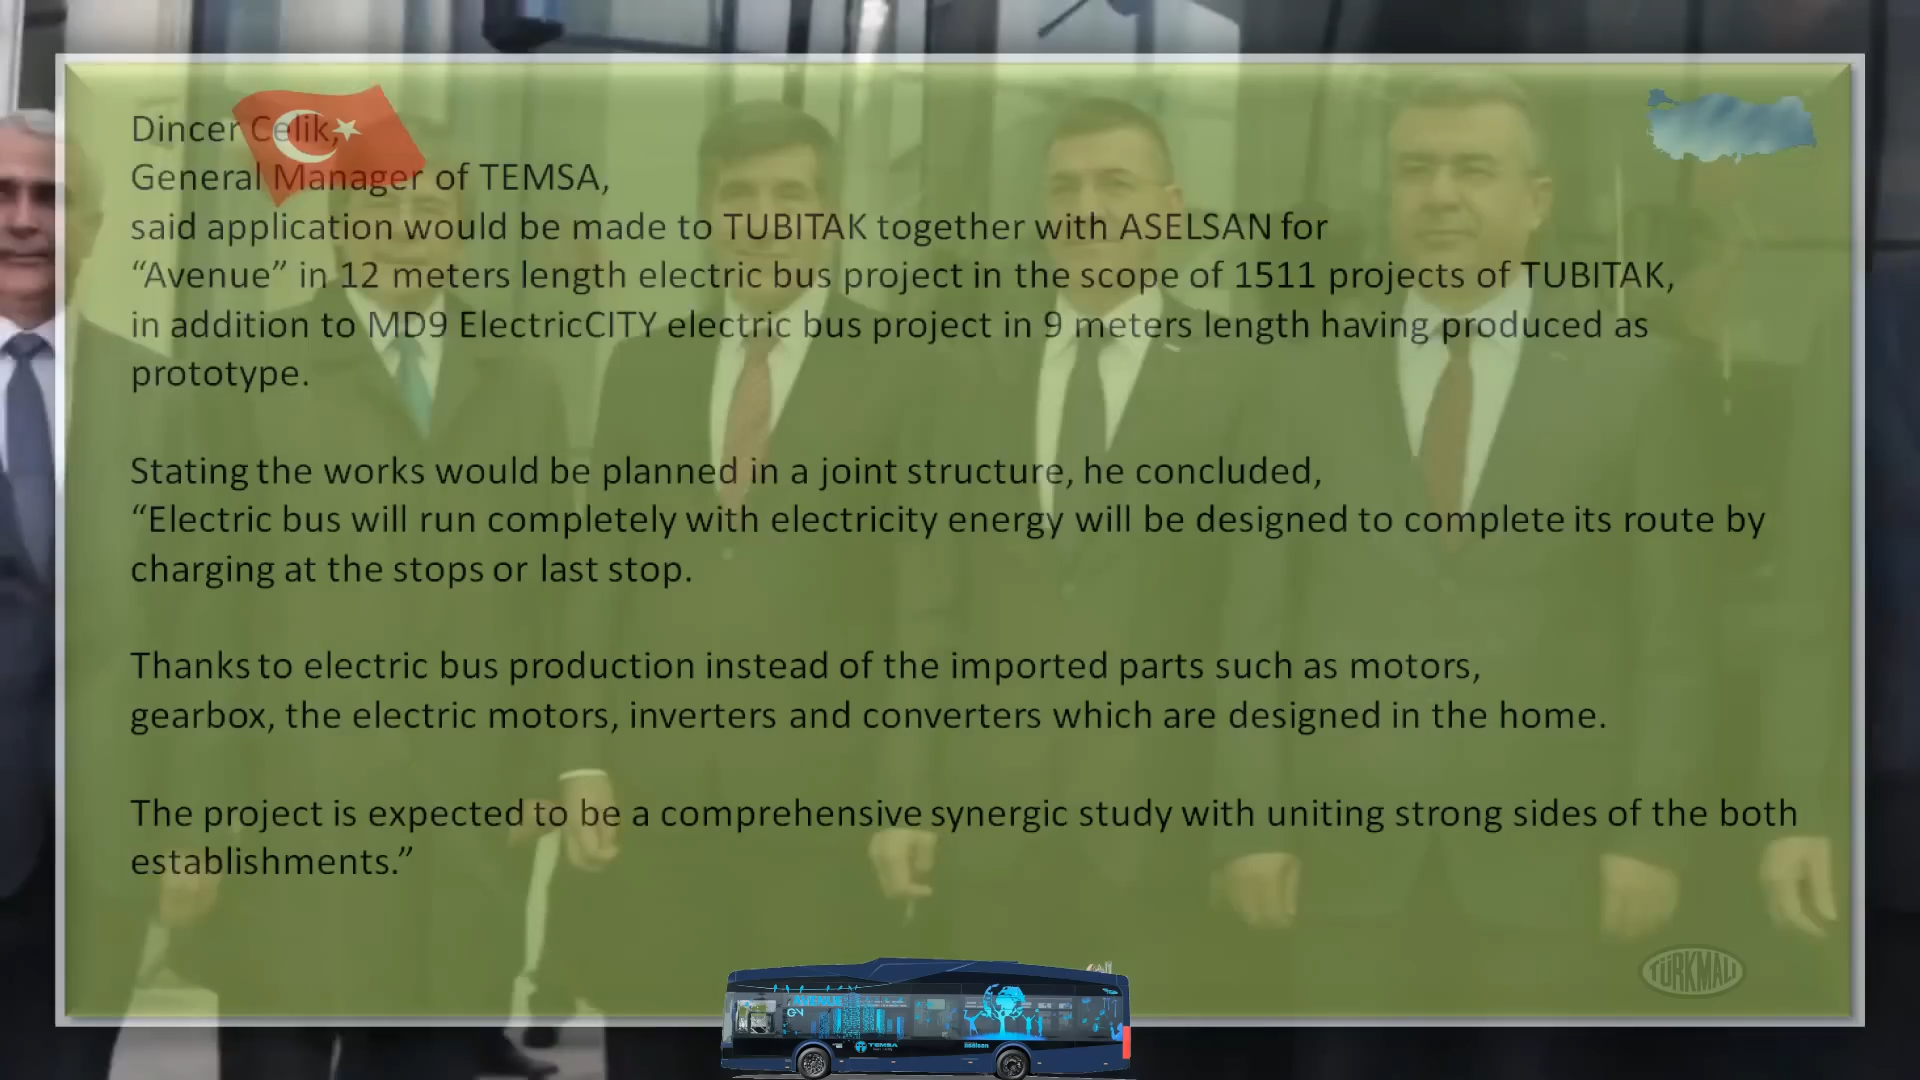 Dincer Celik,
General Manager of TEMSA,
said application would be made to TUBITAK together with ASELSAN for
“Avenue” in 12 meters length electric bus project in the scope of 1511 projects of TUBITAK,
in addition to MD9 ElectricCITY electric bus project in 9 meters length having produced as
prototype.
Stating the works would be planned in a joint structure, he concluded,
“Electric bus will run completely with electricity energy will be designed to complete its route by
charging at the stops or last stop.
Thanks to electric bus production instead of the imported parts such as motors,
gearbox, the electric motors, inverters and converters which are designed in the home.
The project is expected to be a comprehensive synergic study with uniting strong sides of the both
establishments.”
TÜRKMALI
AVENUE
TEMSA
aselsan